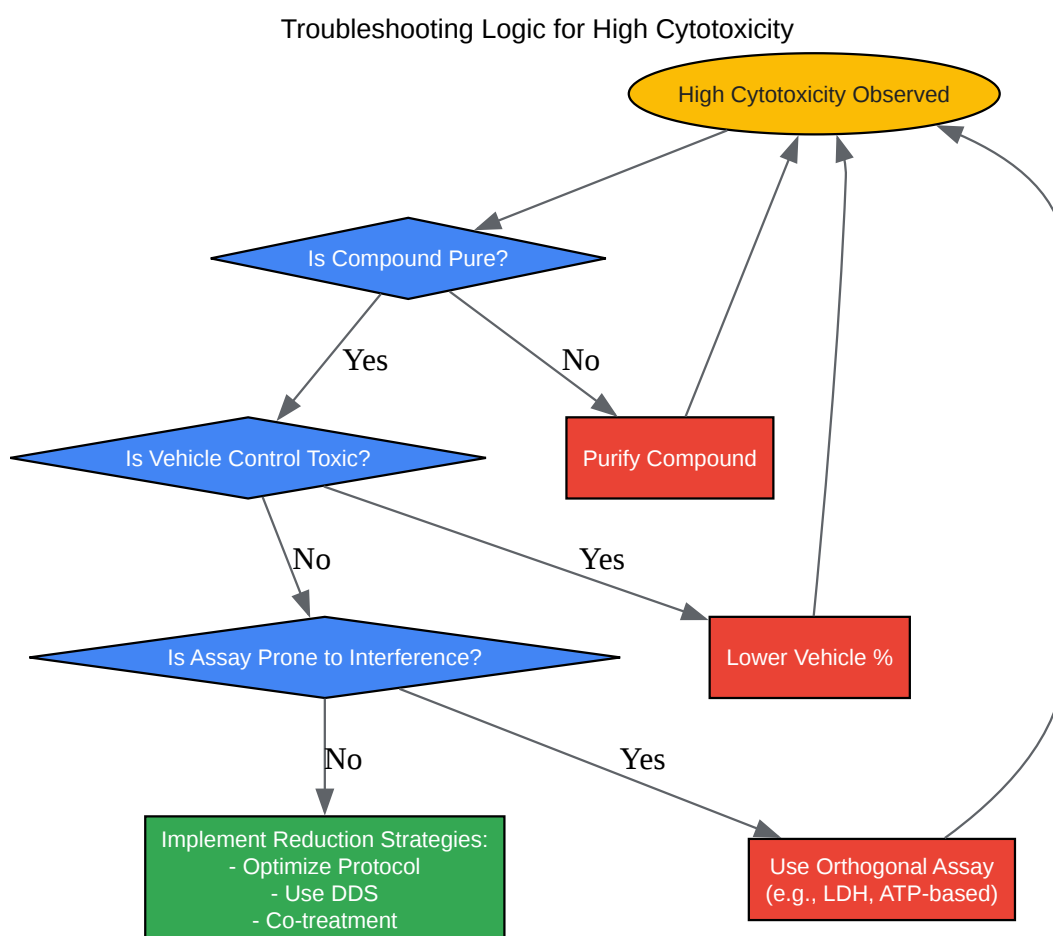 Troubleshooting Logic for High Cytotoxicity
High Cytotoxicity Observed
Is Compound Pure?
Yes
No
Is Vehicle Control Toxic?
Purify Compound
No
Yes
Is Assay Prone to Interference?
Lower Vehicle %
No
Yes
Implement Reduction Strategies:
- Optimize Protocol
- Use DDS
- Co-treatment
Use Orthogonal Assay
(e.g., LDH, ATP-based)